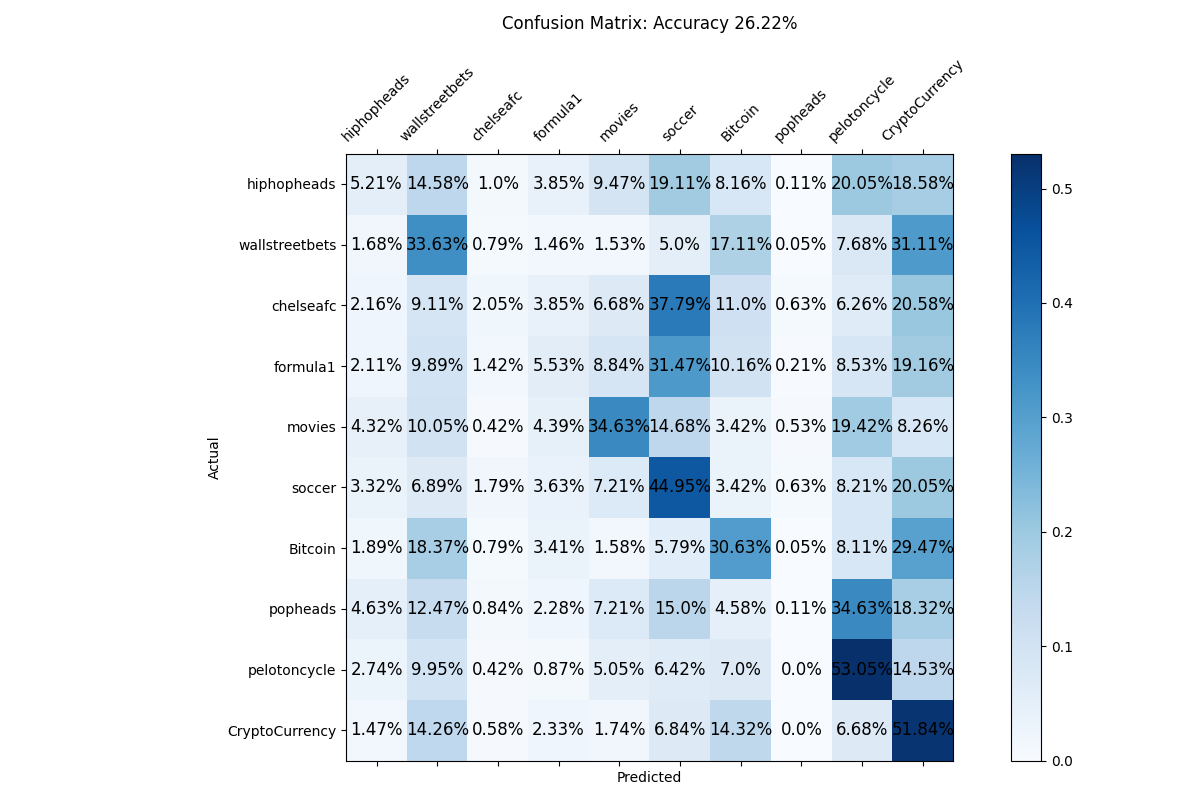 Confusion Matrix: Accuracy 26.22%
hiphopheads wallstreetbets chelseafc formula1 movies soccer Bitcoin popheads pelotoncycle CryptoCurrency
hiphopheads 5.21% 14.58% 1.0% 3.85% 9.47% 19.11% 8.16% 0.11% 20.05% 18.58%
wallstreetbets 1.68% 33.63% 0.79% 1.46% 1.53% 5.0% 17.11% 0.05% 7.68% 31.11%
chelseafc 2.16% 9.11% 2.05% 3.85% 6.68% 37.79% 11.0% 0.63% 6.26% 20.58%
formula1 2.11% 9.89% 1.42% 5.53% 8.84% 31.47% 10.16% 0.21% 8.53% 19.16%
movies 4.32% 10.05% 0.42% 4.39% 34.63% 14.68% 3.42% 0.53% 19.42% 8.26%
soccer 3.32% 6.89% 1.79% 3.63% 7.21% 44.95% 3.42% 0.63% 8.21% 20.05%
Bitcoin 1.89% 18.37% 0.79% 3.41% 1.58% 5.79% 30.63% 0.05% 8.11% 29.47%
popheads 4.63% 12.47% 0.84% 2.28% 7.21% 15.0% 4.58% 0.11% 34.63% 18.32%
pelotoncycle 2.74% 9.95% 0.42% 0.87% 5.05% 6.42% 7.0% 0.0% 53.05% 14.53%
CryptoCurrency 1.47% 14.26% 0.58% 2.33% 1.74% 6.84% 14.32% 0.0% 6.68% 51.84%
Actual
Predicted
0.5
0.4
0.3
0.2
0.1
0.0